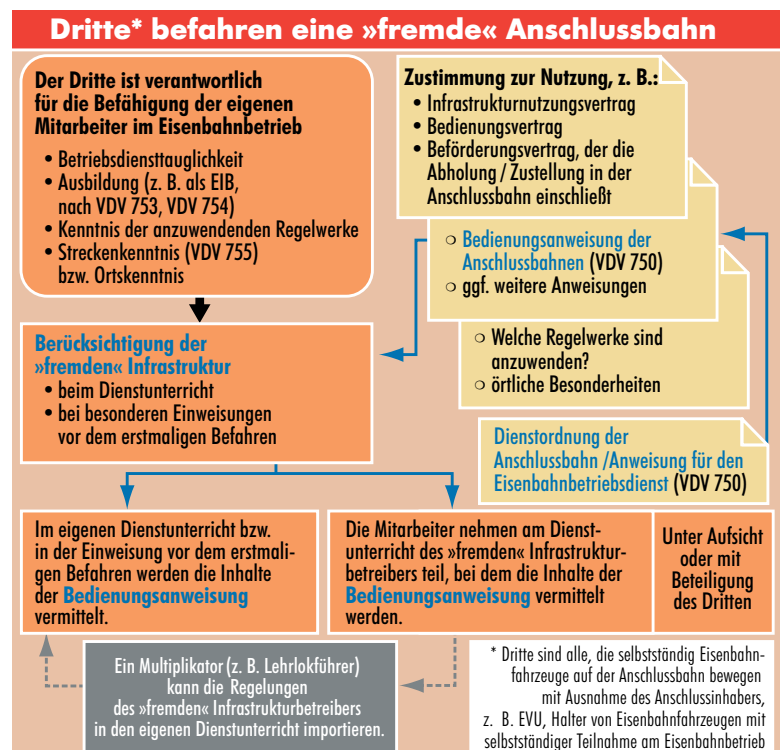 Dritte* befahren eine »fremde« Anschlussbahn
Der Dritte ist verantwortlich
für die Befähigung der eigenen
Mitarbeiter im Eisenbahnbetrieb
• Betriebsdiensttauglichkeit
• Ausbildung (z. B. als EIB,
nach VDV 753, VDV 754)
• Kenntnis der anzuwendenden Regelwerke
• Streckenkenntnis (VDV 755)
bzw. Ortskenntnis
Zustimmung zur Nutzung, z. B.:
• Infrastrukturnutzungsvertrag
• Bedienungsvertrag
• Beförderungsvertrag, der die
Abholung / Zustellung in der
Anschlussbahn einschließt
○ Bedienungsanweisung der
Anschlussbahnen (VDV 750)
○ ggf. weitere Anweisungen
○ Welche Regelwerke sind
anzuwenden?
○ örtliche Besonderheiten
Dienstordnung der
Anschlussbahn /Anweisung für den
Eisenbahnbetriebsdienst (VDV 750)
Berücksichtigung der
»fremden« Infrastruktur
• beim Dienstunterricht
• bei besonderen Einweisungen
vor dem erstmaligen Befahren
Im eigenen Dienstunterricht bzw.
in der Einweisung vor dem erstmali-
gen Befahren werden die Inhalte
der Bedienungsanweisung
vermittelt.
Die Mitarbeiter nehmen am Dienst-
unterricht des »fremden« Infrastruktur-
betreibers teil, bei dem die Inhalte der
Bedienungsanweisung vermittelt
werden.
Unter Aufsicht
oder mit
Beteiligung
des Dritten
Ein Multiplikator (z. B. Lehrlokführer)
kann die Regelungen
des »fremden« Infrastrukturbetreibers
in den eigenen Dienstunterricht importieren.
* Dritte sind alle, die selbstständig Eisenbahn-
fahrzeuge auf der Anschlussbahn bewegen
mit Ausnahme des Anschlussinhabers,
z. B. EVU, Halter von Eisenbahnfahrzeugen mit
selbstständiger Teilnahme am Eisenbahnbetrieb